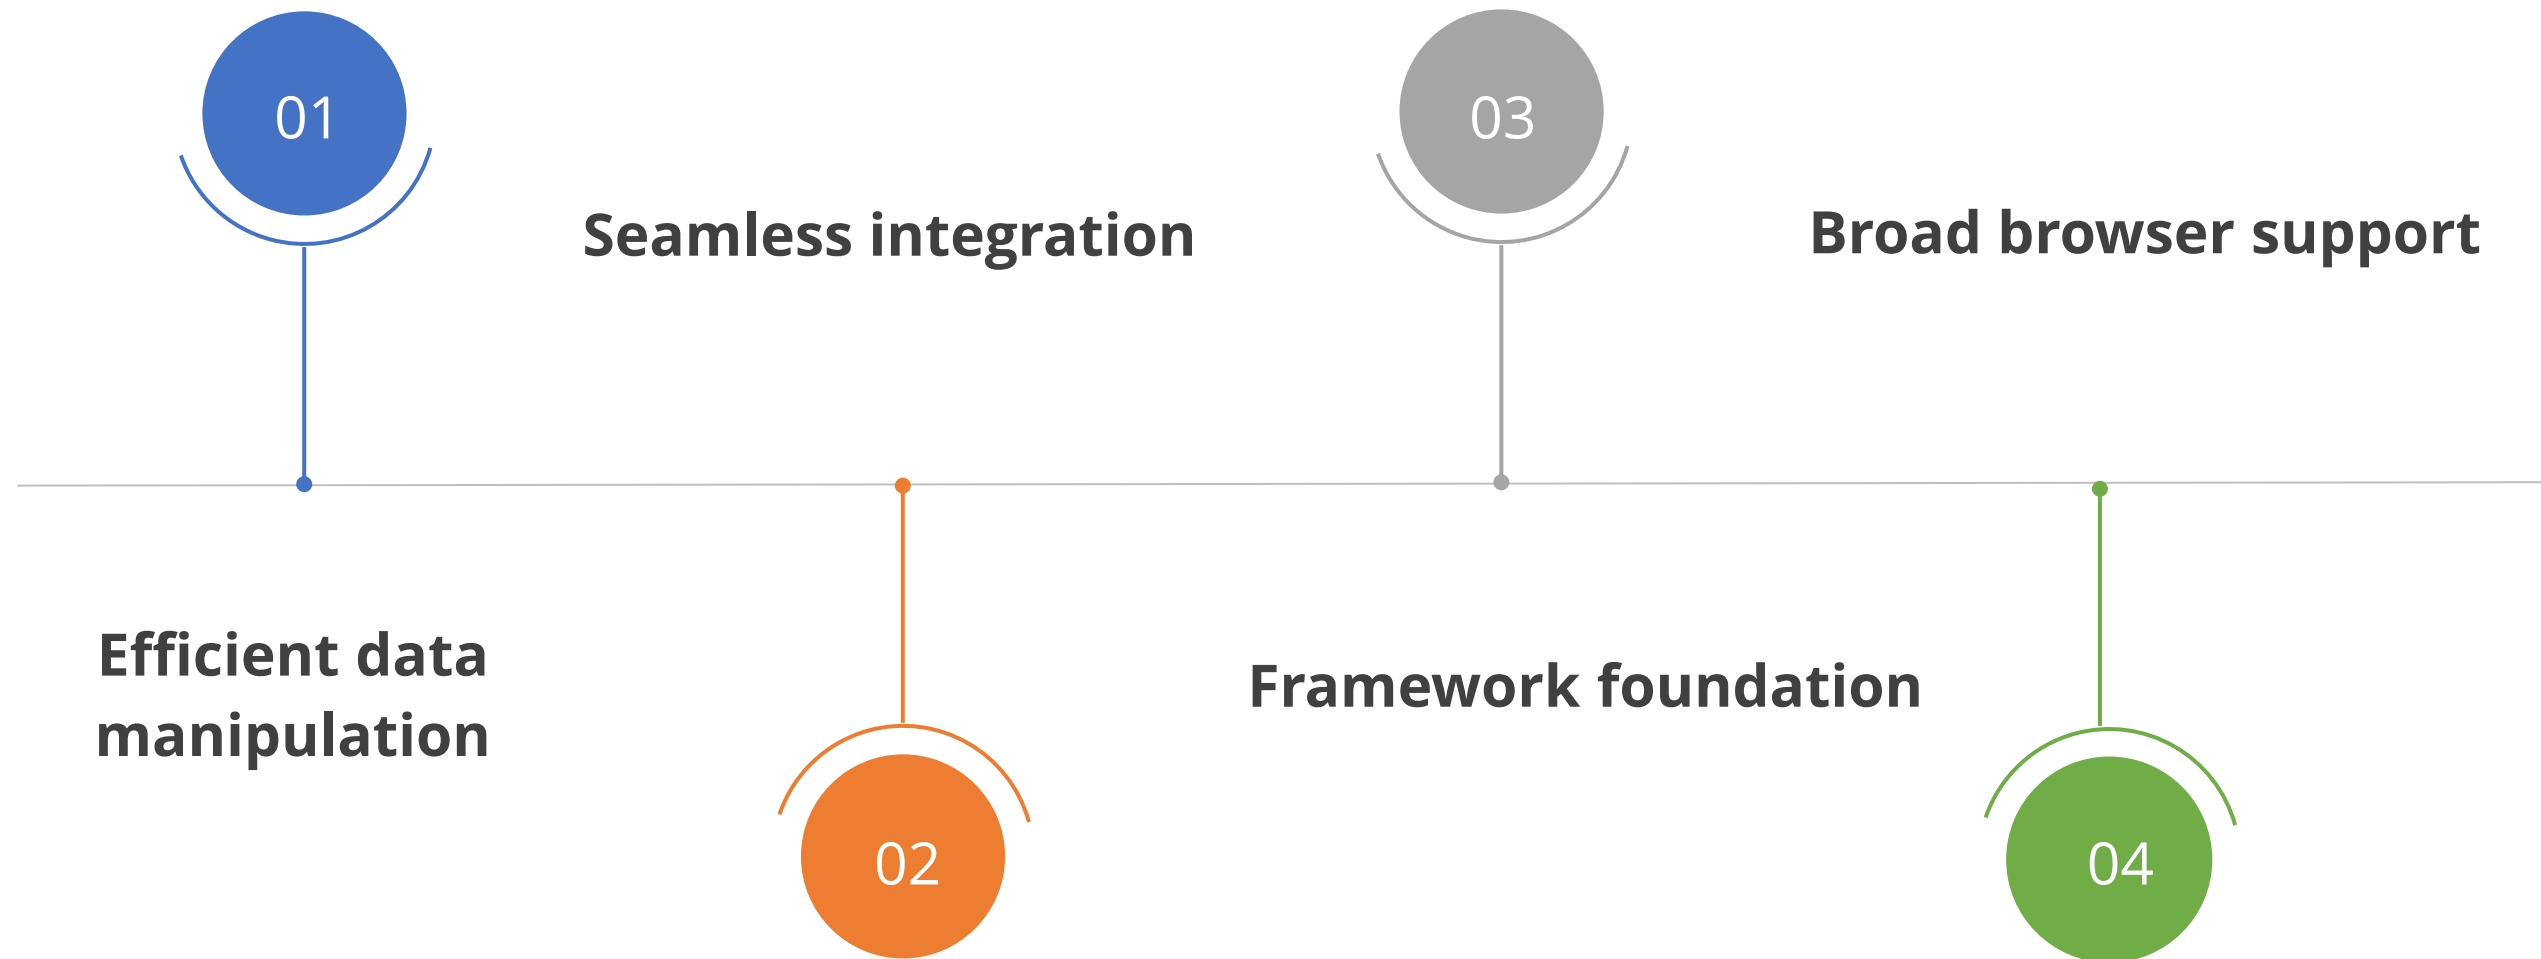 01
Efficient data
manipulation
Seamless integration
02
03
Framework foundation
Broad browser support
04